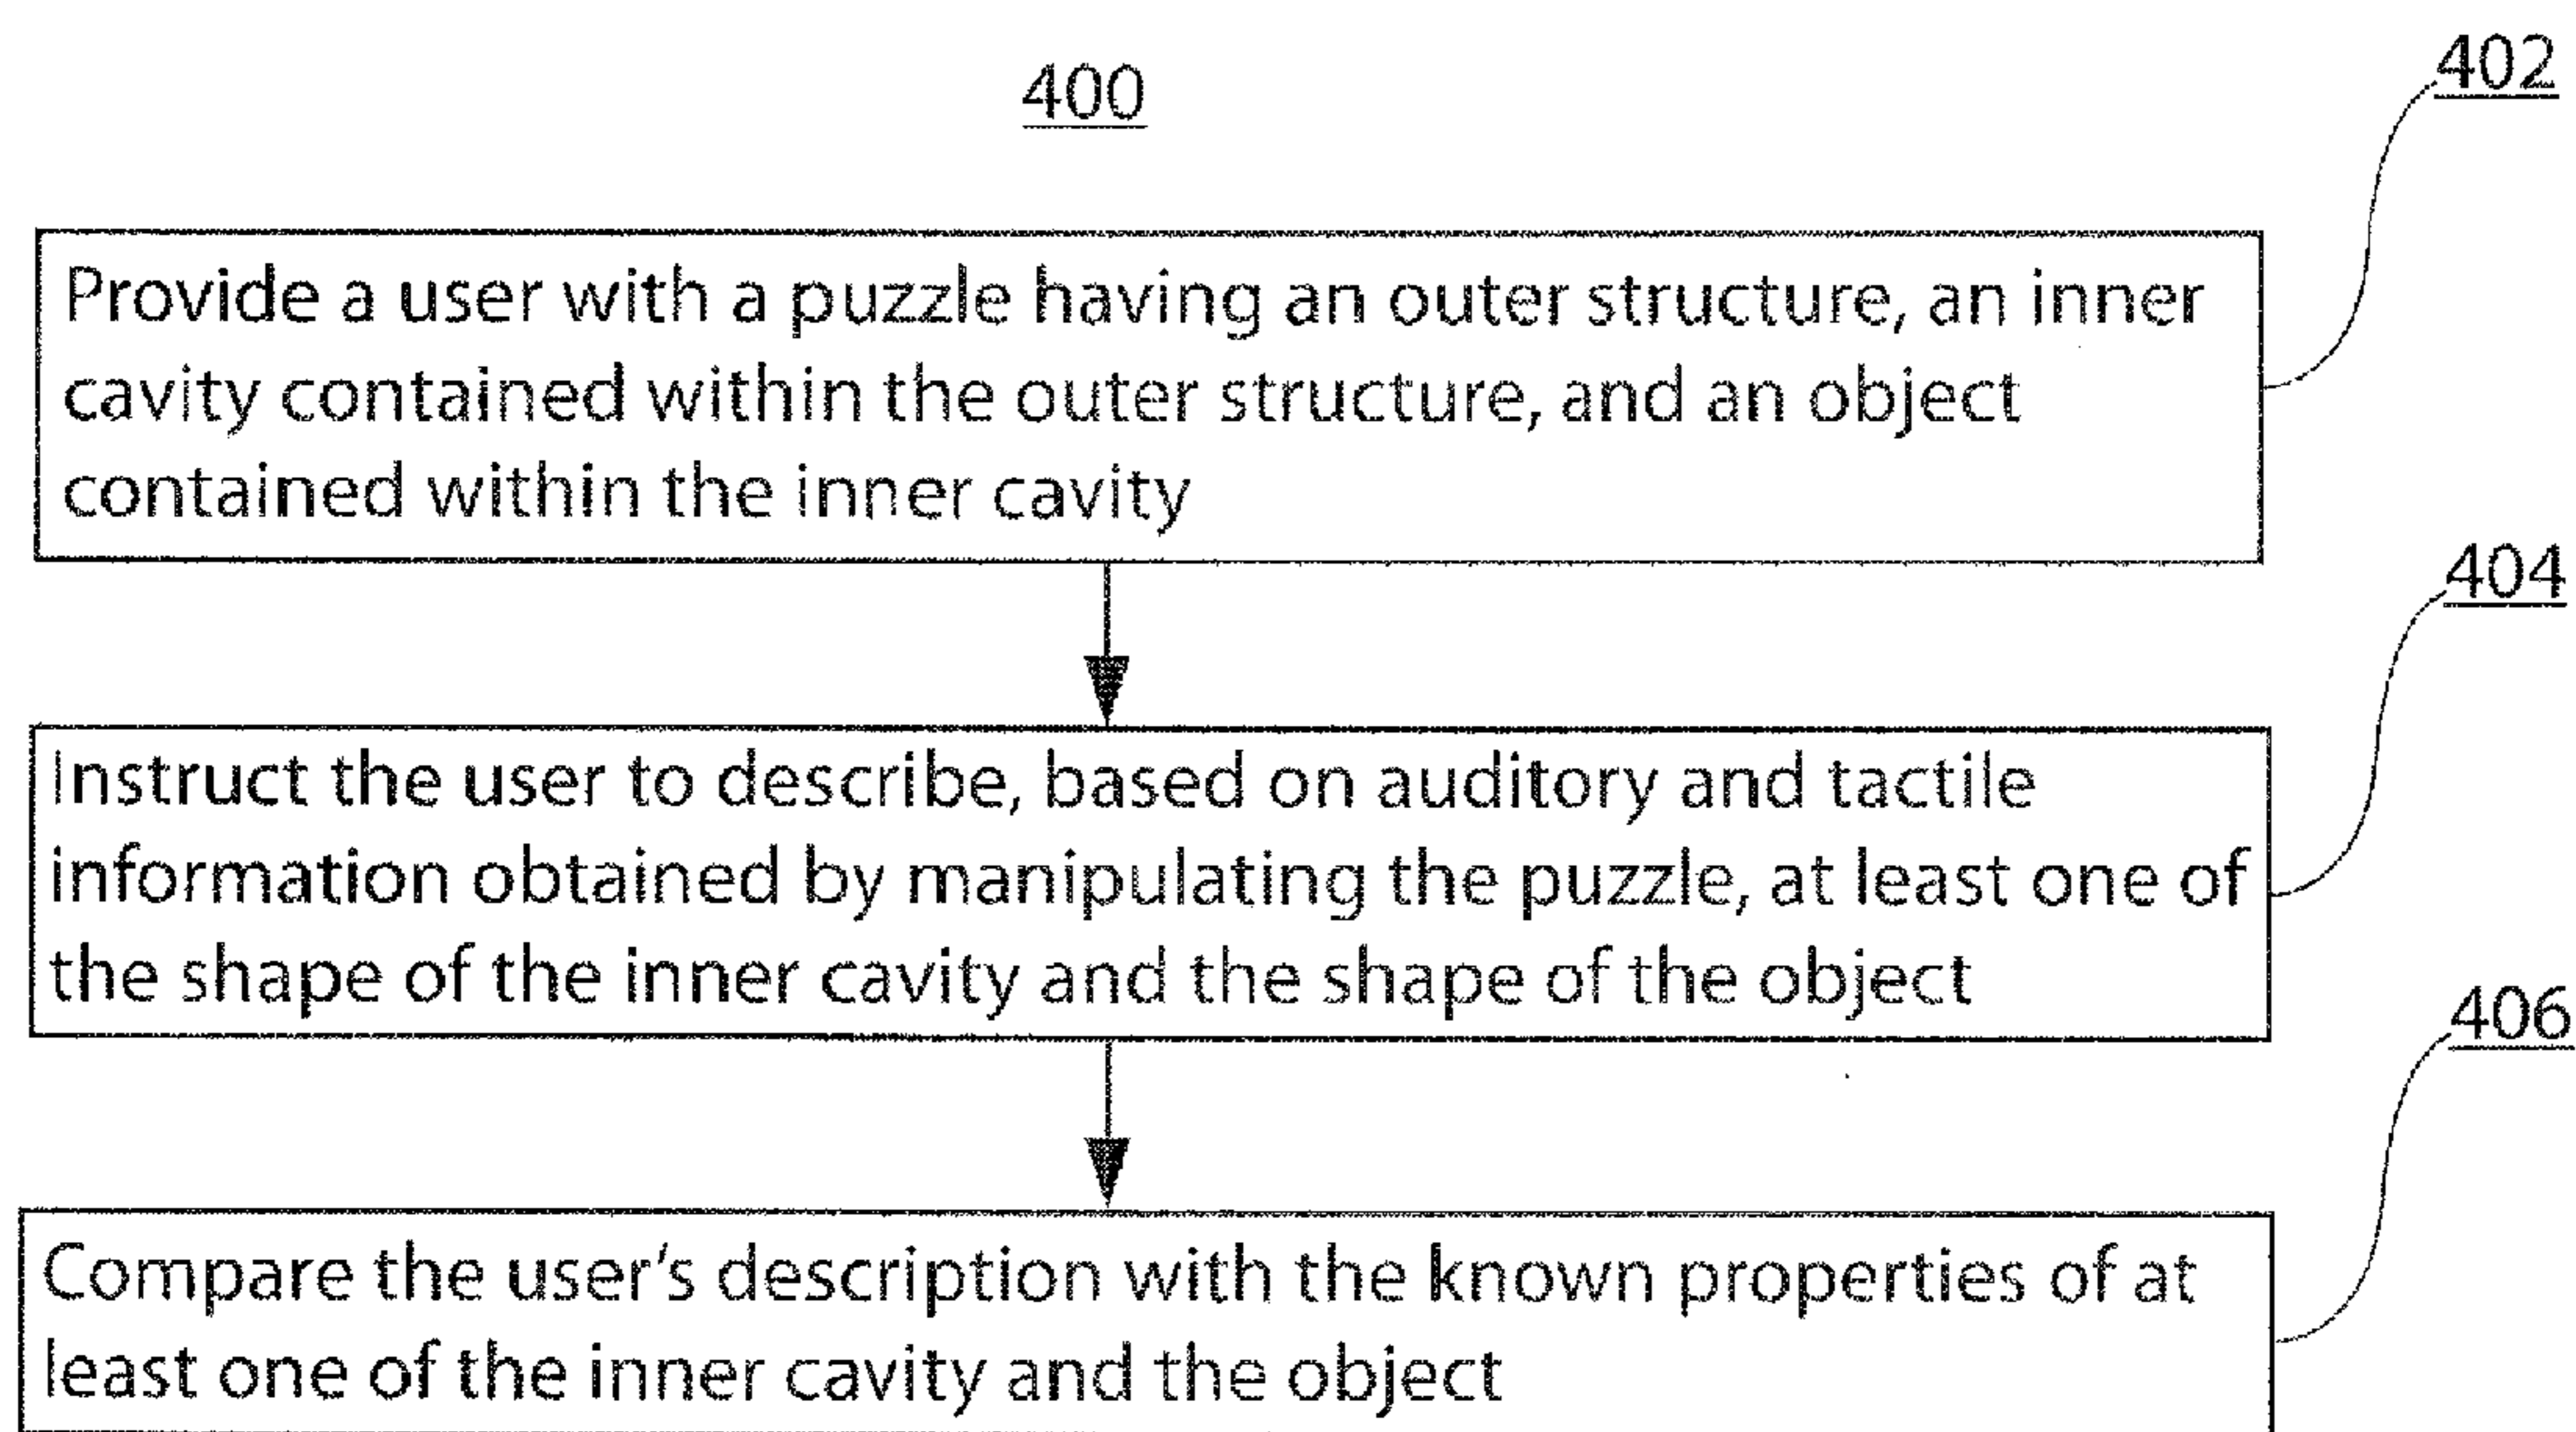 400
402
Provide a user with a puzzle having an outer structure, an inner
cavity contained within the outer structure, and an object
contained within the inner cavity
404
Instruct the user to describe, based on auditory and tactile
information obtained by manipulating the puzzle, at least one of
the shape of the inner cavity and the shape of the object
406
Compare the user's description with the known properties of at
least one of the inner cavity and the object